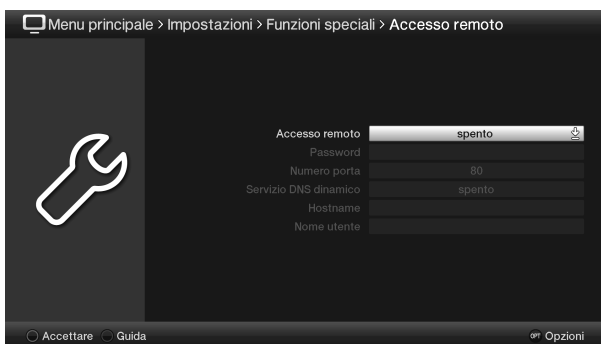 Menu principale > Impostazioni > Funzioni speciali > Accesso remoto
Accesso remoto spento
Password
Numero porta 80
Servizio DNS dinamico spento
Hostname
Nome utente
Accettare Guida OPT Opzioni